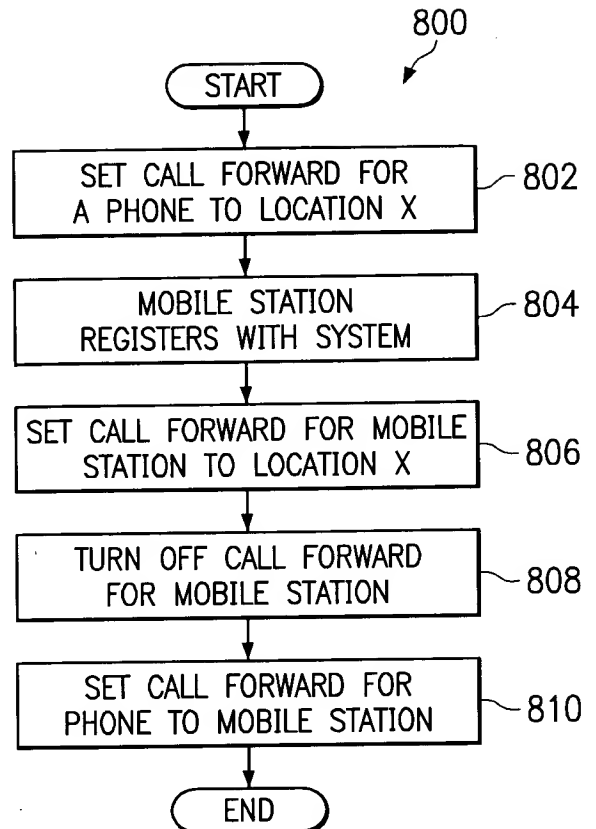 800
START
SET CALL FORWARD FOR
A PHONE TO LOCATION X
802
MOBILE STATION
REGISTERS WITH SYSTEM
804
SET CALL FORWARD FOR MOBILE
STATION TO LOCATION X
806
TURN OFF CALL FORWARD
FOR MOBILE STATION
808
SET CALL FORWARD FOR
PHONE TO MOBILE STATION
810
END